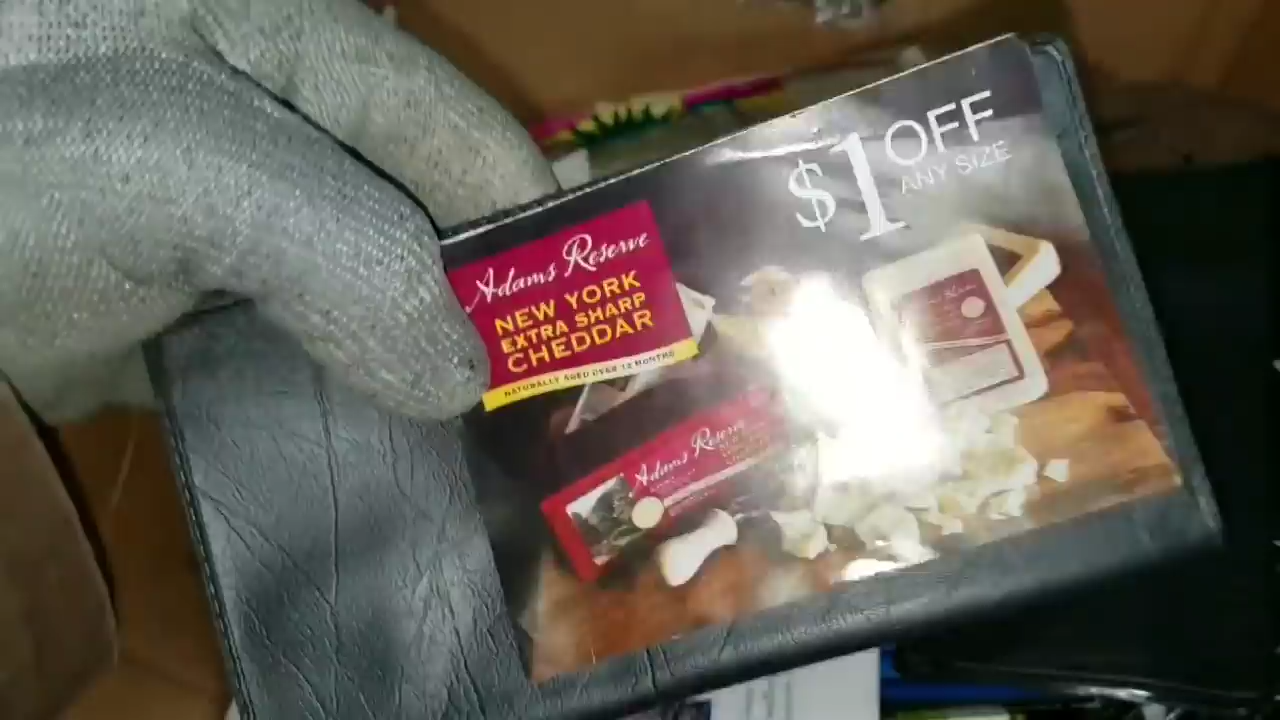 $1 OFF
ANY SIZE
Adams Reserve
NEW YORK
EXTRA SHARP
CHEDDAR
NATURALLY AGED OVER 12 MONTHS
Adams Reserve